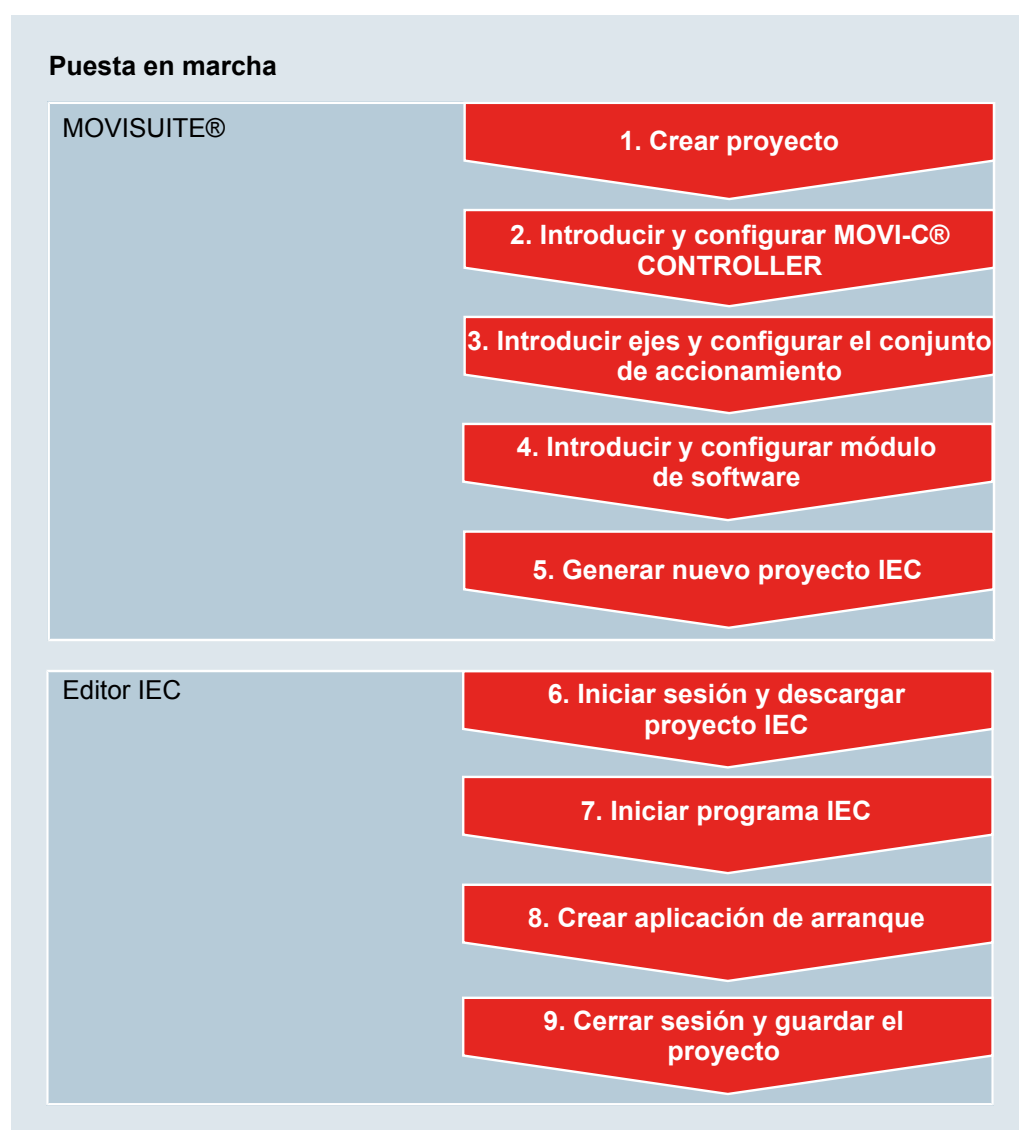 Puesta en marcha
MOVISUITE®
1. Crear proyecto
2. Introducir y configurar MOVI-C®
CONTROLLER
3. Introducir ejes y configurar el conjunto
de accionamiento
4. Introducir y configurar módulo
de software
5. Generar nuevo proyecto IEC
Editor IEC
6. Iniciar sesión y descargar
proyecto IEC
7. Iniciar programa IEC
8. Crear aplicación de arranque
9. Cerrar sesión y guardar el
proyecto